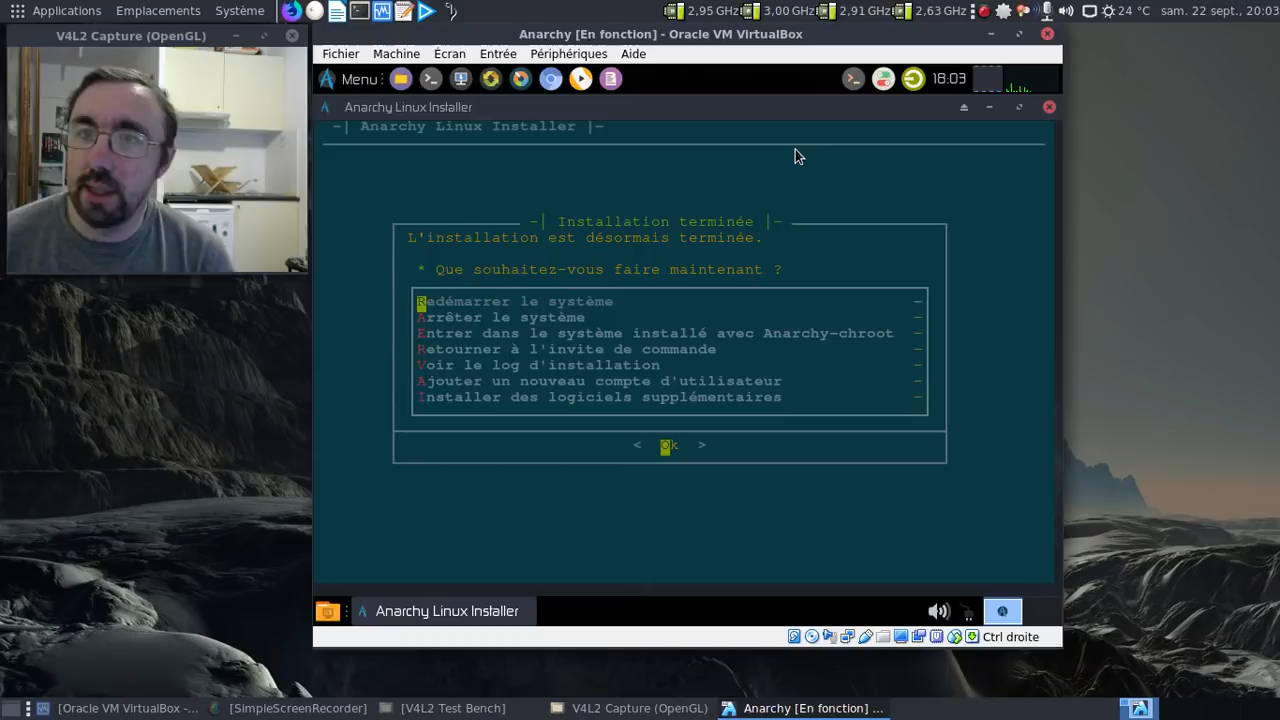 Applications Emplacements Système 2,95 GHz 3,00 GHz 2,91 GHz 2,63 GHz 24 °C sam. 22 sept., 20:03
V4L2 Capture (OpenGL)
Anarchy [En fonction] - Oracle VM VirtualBox
Fichier Machine Écran Entrée Périphériques Aide
Menu 18:03
Anarchy Linux Installer
-| Anarchy Linux Installer |-
-| Installation terminée |-
L'installation est désormais terminée.
* Que souhaitez-vous faire maintenant ?
Redémarrer le système -
Arrêter le système -
Entrer dans le système installé avec Anarchy-chroot -
Retourner à l'invite de commande -
Voir le log d'installation -
Ajouter un nouveau compte d'utilisateur -
Installer des logiciels supplémentaires -
< Ok >
Anarchy Linux Installer
Ctrl droite
[Oracle VM VirtualBox -... [SimpleScreenRecorder] [V4L2 Test Bench] V4L2 Capture (OpenGL) Anarchy [En fonction] ...